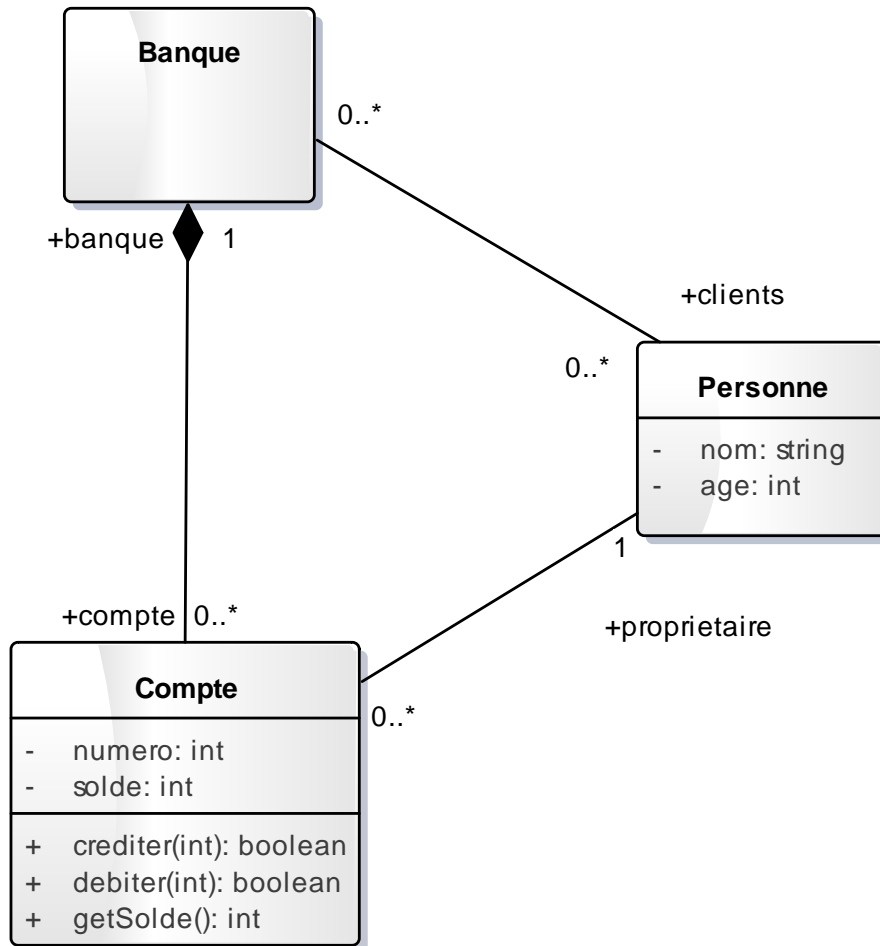 Banque
0..*
+banque 1
+clients
0..*
Personne
- nom: string
- age: int
1
+compte 0..*
+proprietaire
Compte
0..*
- numero: int
- solde: int
+ crediter(int): boolean
+ debiter(int): boolean
+ getSolde(): int